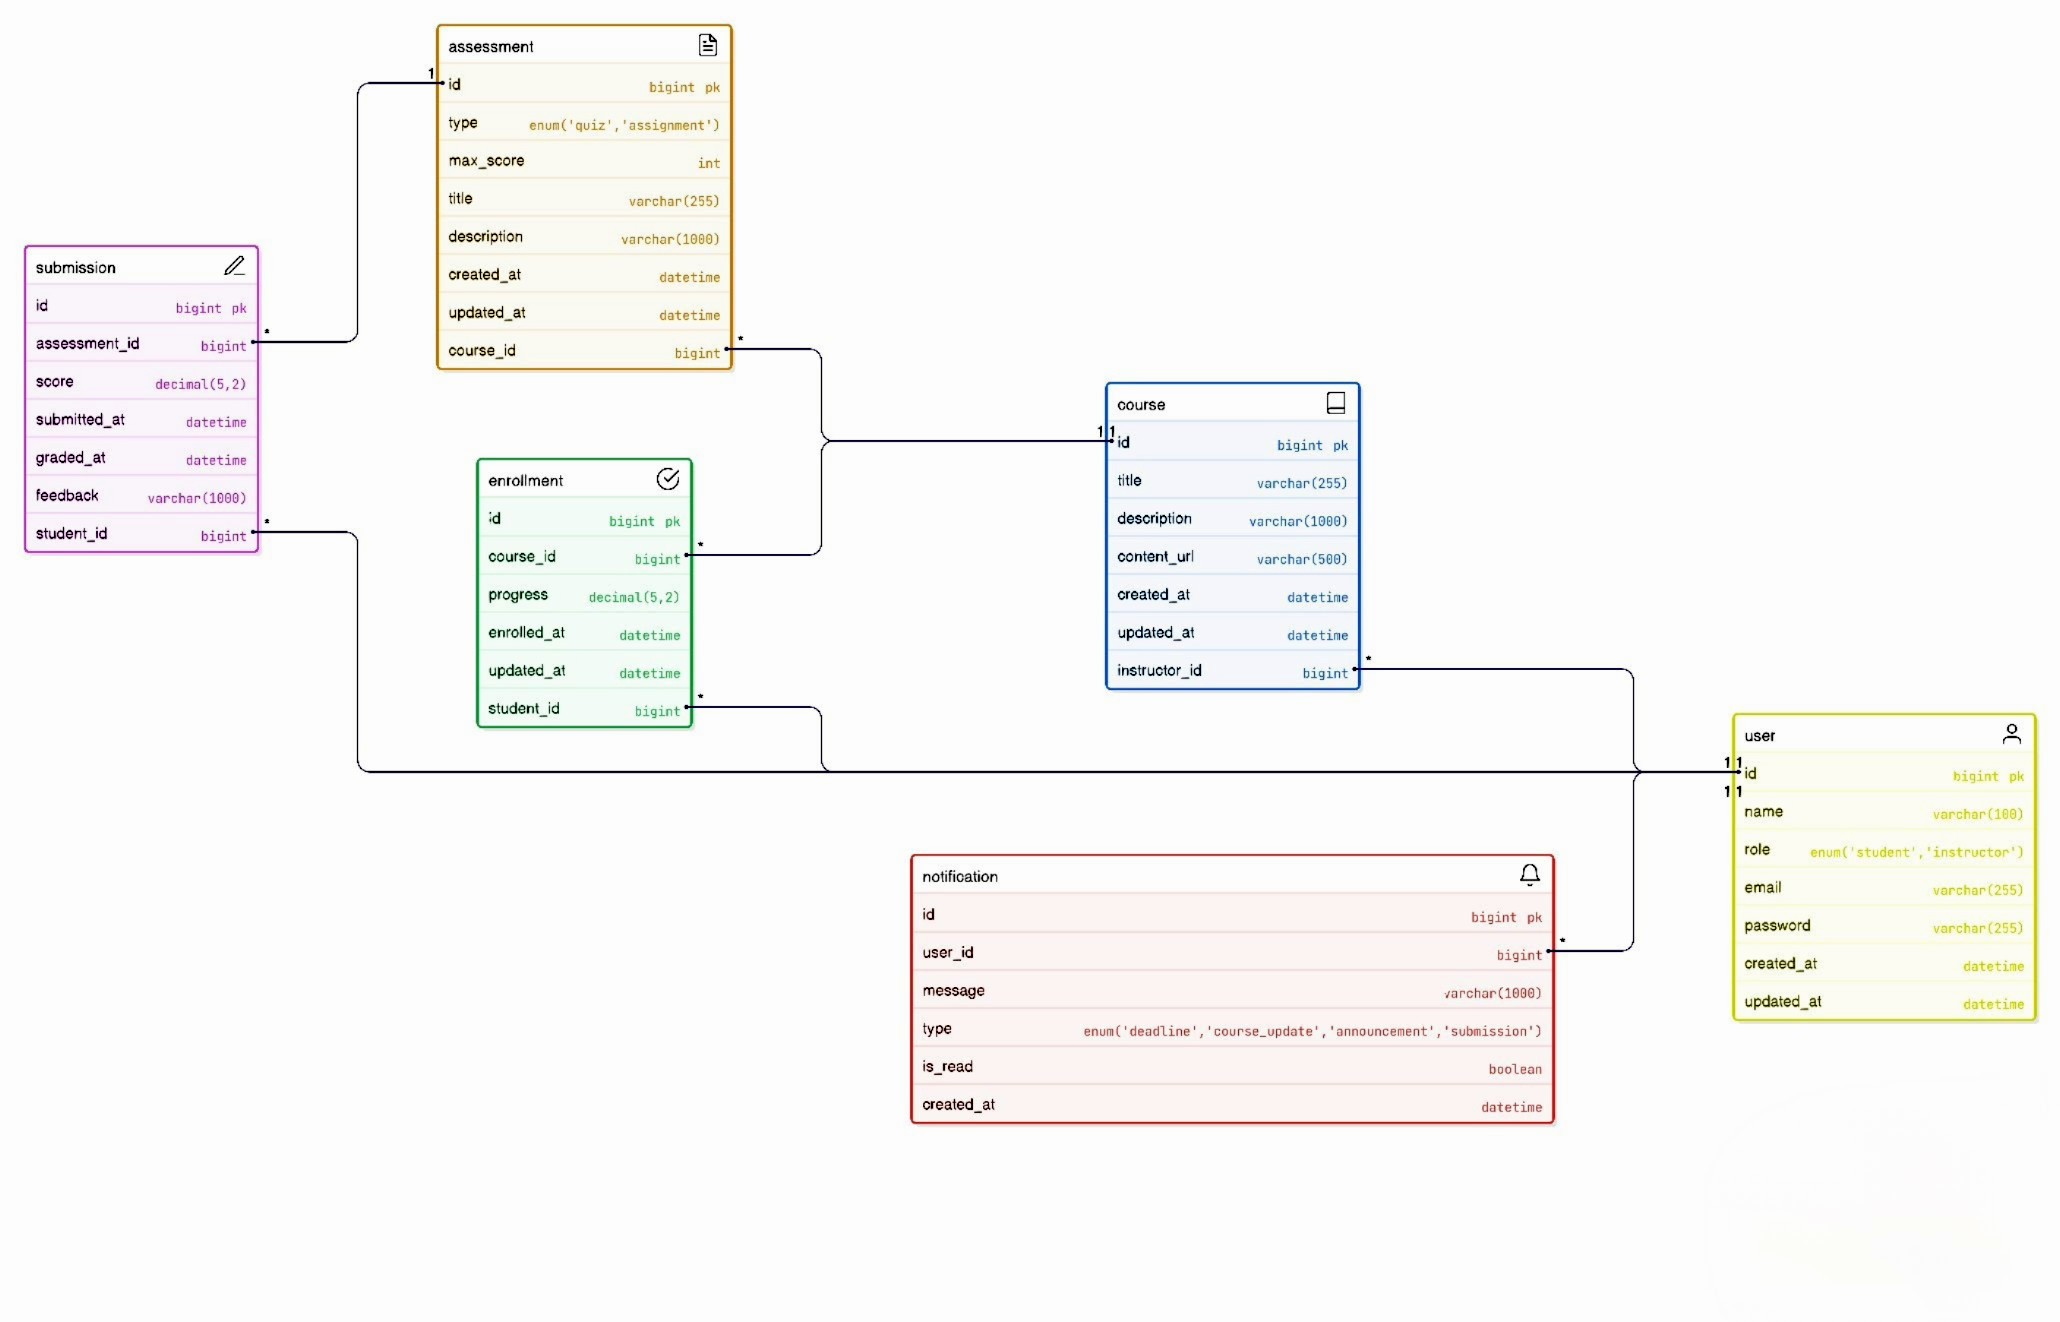 assessment
1
id bigint pk
type enum('quiz','assignment')
max_score int
title varchar(255)
description varchar(1000)
created_at datetime
updated_at datetime
course_id bigint *
submission
id bigint pk
assessment_id bigint *
score decimal(5,2)
submitted_at datetime
graded_at datetime
feedback varchar(1000)
student_id bigint *
enrollment
id bigint pk
course_id bigint *
progress decimal(5,2)
enrolled_at datetime
updated_at datetime
student_id bigint *
course
1 1
id bigint pk
title varchar(255)
description varchar(1000)
content_url varchar(500)
created_at datetime
updated_at datetime
instructor_id bigint *
user
1 1
id bigint pk
1 1
name varchar(100)
role enum('student','instructor')
email varchar(255)
password varchar(255)
created_at datetime
updated_at datetime
notification
id bigint pk
user_id bigint *
message varchar(1000)
type enum('deadline','course_update','announcement','submission')
is_read boolean
created_at datetime